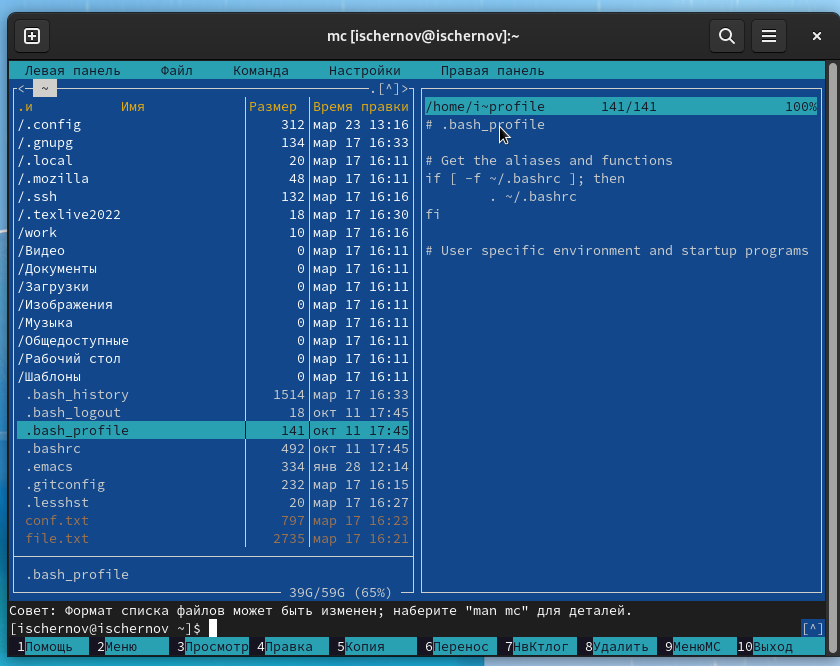 mc [ischernov@ischernov]:~
Левая панель Файл Команда Настройки Правая панель
<- ~ .[^]>
.и Имя Размер Время правки
/.config 312 мар 23 13:16
/.gnupg 134 мар 17 16:33
/.local 20 мар 17 16:11
/.mozilla 48 мар 17 16:11
/.ssh 132 мар 17 16:16
/.texlive2022 18 мар 17 16:30
/work 10 мар 17 16:16
/Видео 0 мар 17 16:11
/Документы 0 мар 17 16:11
/Загрузки 0 мар 17 16:11
/Изображения 0 мар 17 16:11
/Музыка 0 мар 17 16:11
/Общедоступные 0 мар 17 16:11
/Рабочий стол 0 мар 17 16:11
/Шаблоны 0 мар 17 16:11
.bash_history 1514 мар 17 16:33
.bash_logout 18 окт 11 17:45
.bash_profile 141 окт 11 17:45
.bashrc 492 окт 11 17:45
.emacs 334 янв 28 12:14
.gitconfig 232 мар 17 16:15
.lesshst 20 мар 17 16:27
conf.txt 797 мар 17 16:23
file.txt 2735 мар 17 16:21
.bash_profile
39G/59G (65%)
/home/i~profile 141/141 100%
# .bash_profile
# Get the aliases and functions
if [ -f ~/.bashrc ]; then
. ~/.bashrc
fi
# User specific environment and startup programs
Совет: Формат списка файлов может быть изменен; наберите "man mc" для деталей.
[ischernov@ischernov ~]$ [^]
1Помощь 2Меню 3Просмотр 4Правка 5Копия 6Перенос 7НвКтлог 8Удалить 9МенюMC 10Выход